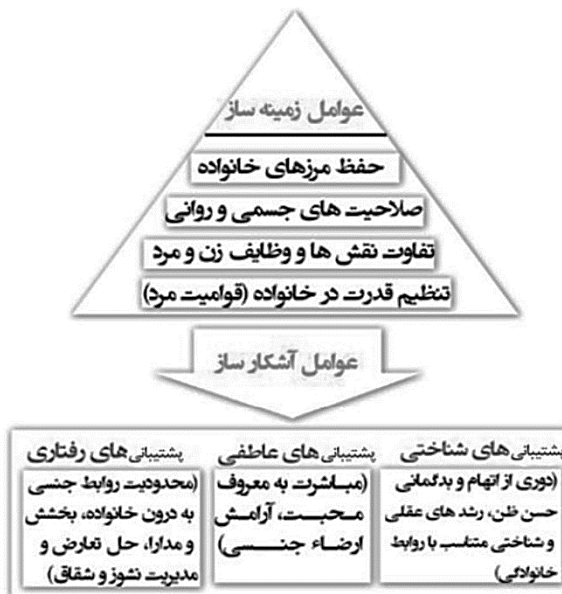 عوامل زمینه ساز
حفظ مرزهای خانواده
صلاحیت های جسمی و روانی
تفاوت نقش ها و وظایف زن و مرد
تنظیم قدرت در خانواده (قوامیت مرد)
عوامل آشکار ساز
پشتیبانی‌های شناختی
(دوری از اتهام و بدگمانی
حسن ظن، رشد های عقلی
و شناختی متناسب با روابط
خانوادگی)
پشتیبانی‌های عاطفی
(مباشرت به معروف
محبت، آرامش
ارضاء جنسی)
پشتیبانی‌های رفتاری
(محدودیت روابط جنسی
به درون خانواده، بخشش
و مدارا، حل تعارض و
مدیریت نشوز و شقاق)